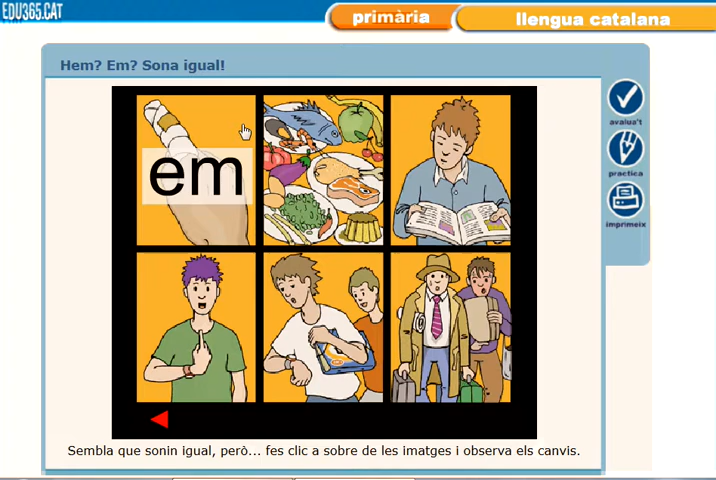 EDU365.CAT
primària
llengua catalana
Hem? Em? Sona igual!
avalua't
practica
imprimeix
em
Sembla que sonin igual, però... fes clic a sobre de les imatges i observa els canvis.